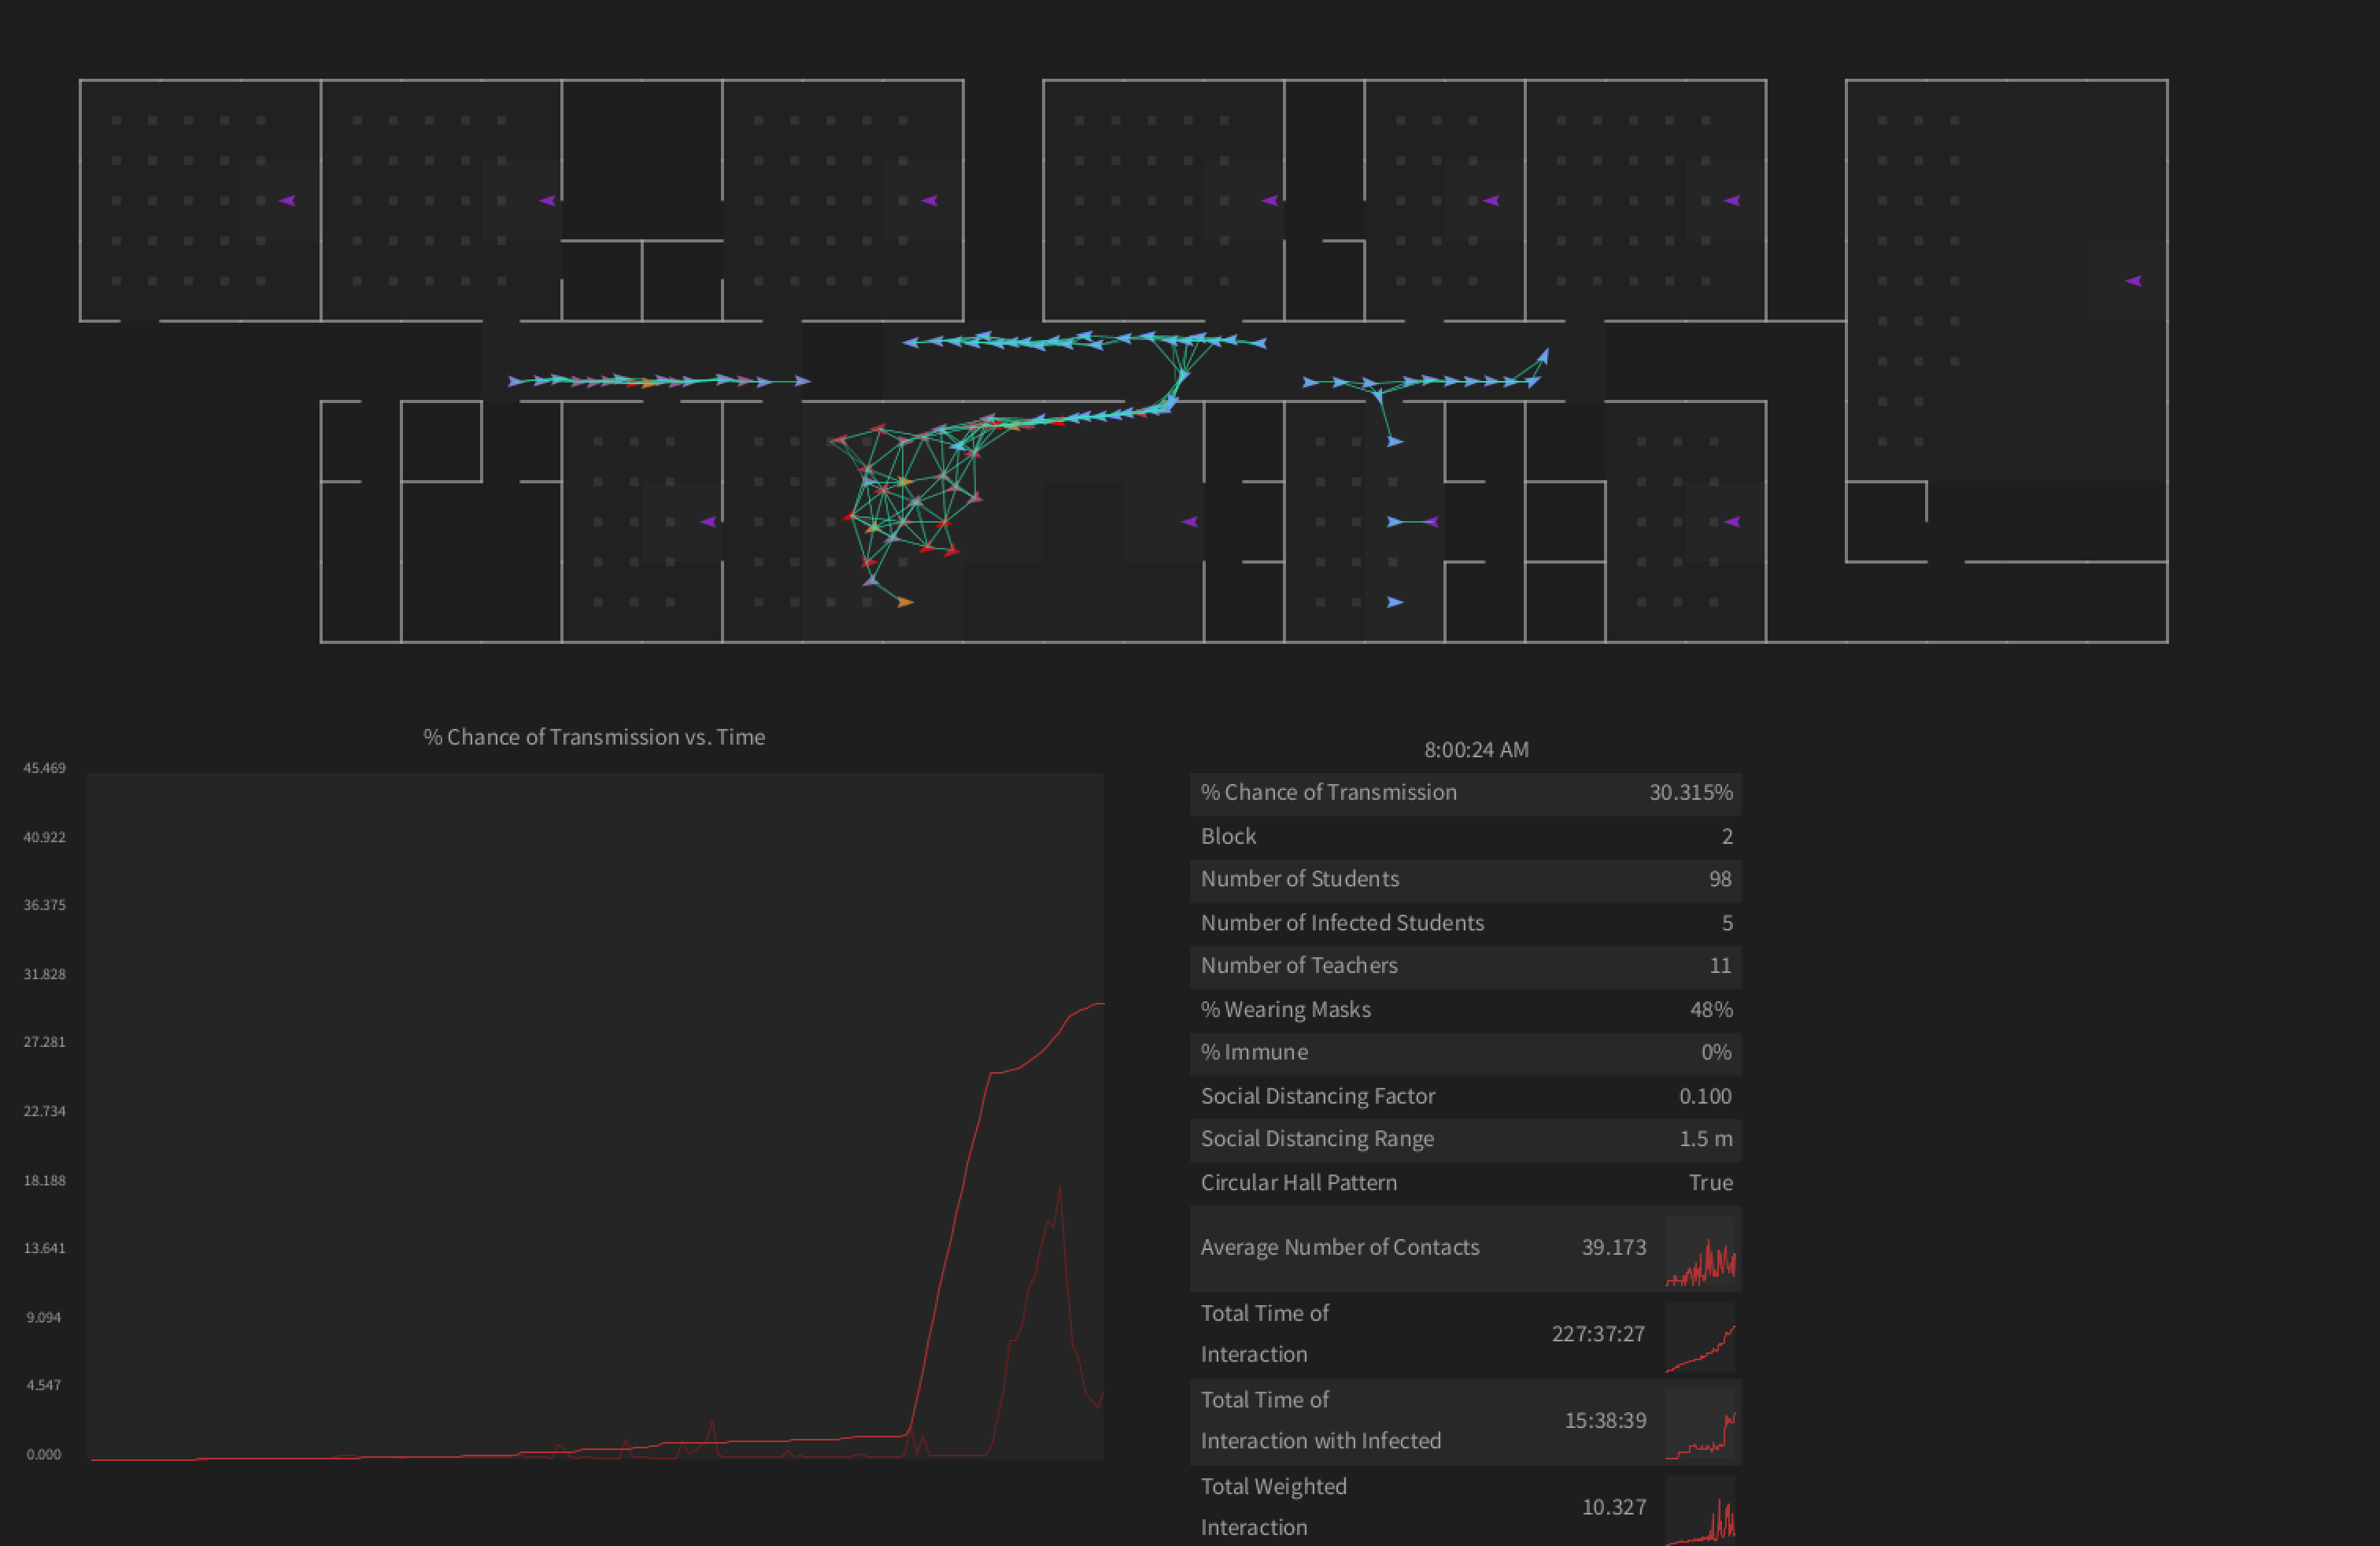 % Chance of Transmission vs. Time
45.469
40.922
36.375
31.828
27.281
22.734
18.188
13.641
9.094
4.547
0.000
8:00:24 AM
% Chance of Transmission 30.315%
Block 2
Number of Students 98
Number of Infected Students 5
Number of Teachers 11
% Wearing Masks 48%
% Immune 0%
Social Distancing Factor 0.100
Social Distancing Range 1.5 m
Circular Hall Pattern True
Average Number of Contacts 39.173
Total Time of
Interaction 227:37:27
Total Time of
Interaction with Infected 15:38:39
Total Weighted
Interaction 10.327